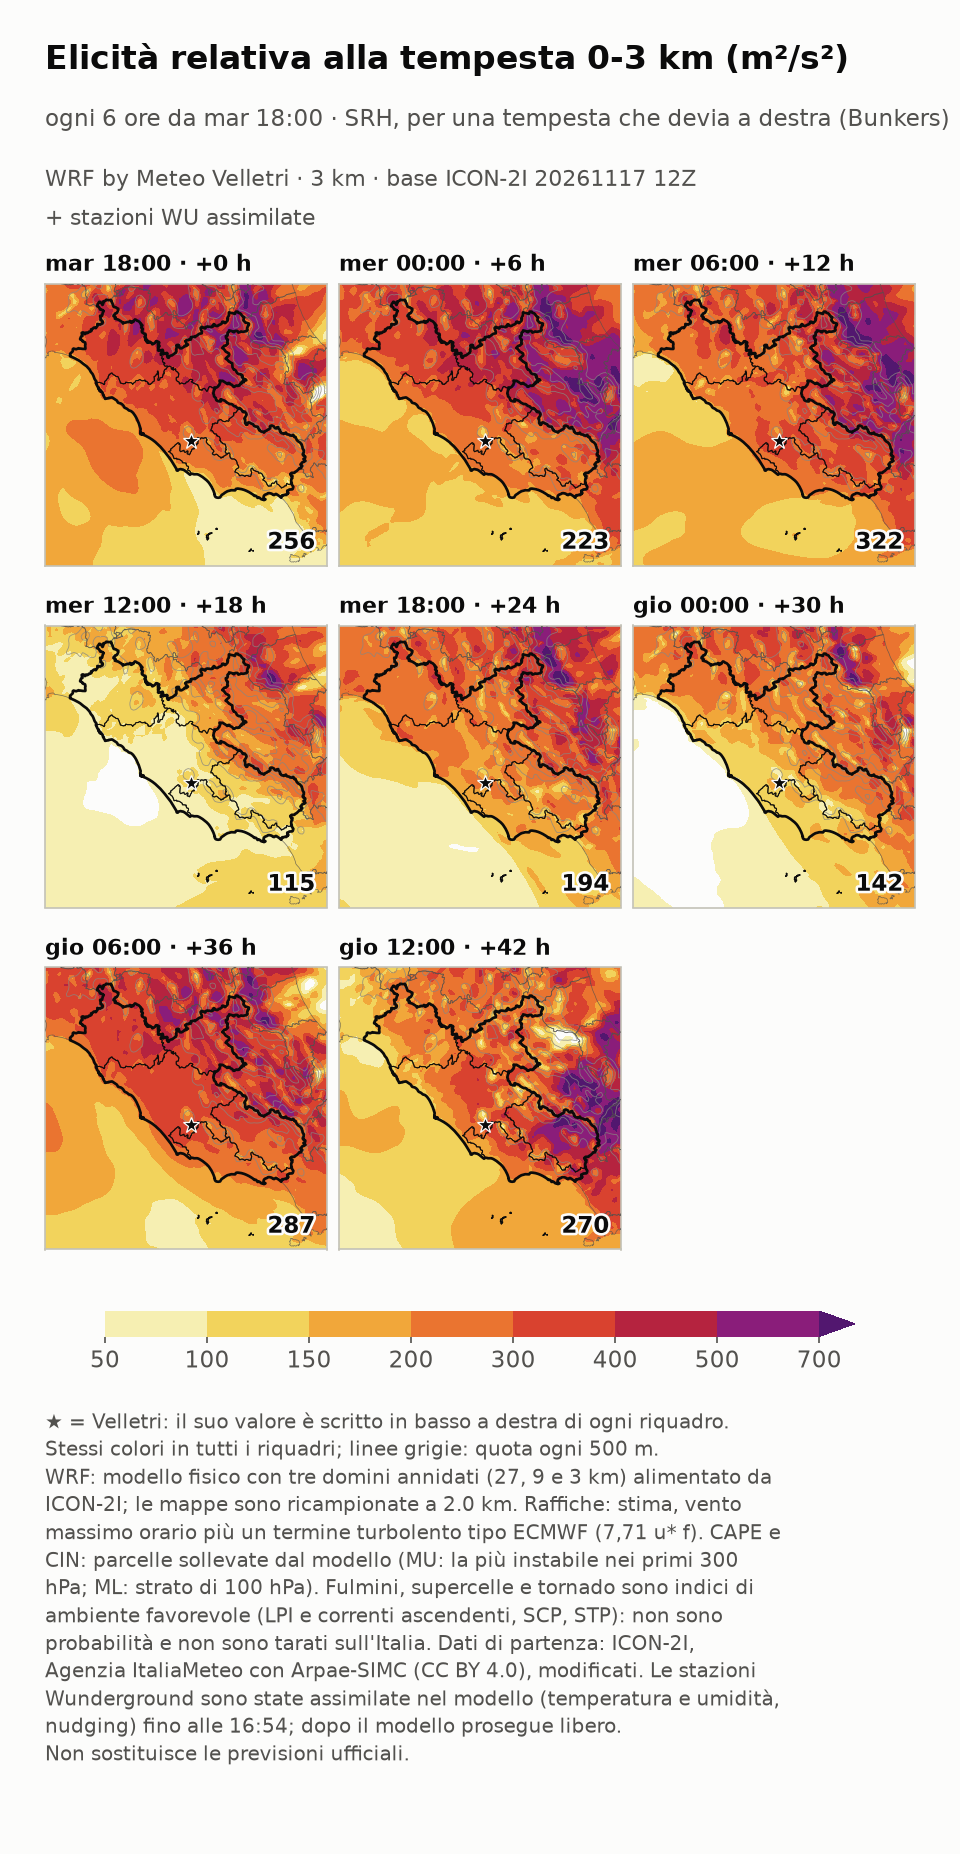 Elicità relativa alla tempesta 0-3 km (m²/s²)
ogni 6 ore da mar 18:00 · SRH, per una tempesta che devia a destra (Bunkers)
WRF by Meteo Velletri · 3 km · base ICON-2I 20261117 12Z
+ stazioni WU assimilate
mar 18:00 · +0 h
mer 00:00 · +6 h
mer 06:00 · +12 h
256
223
322
mer 12:00 · +18 h
mer 18:00 · +24 h
gio 00:00 · +30 h
115
194
142
gio 06:00 · +36 h
gio 12:00 · +42 h
287
270
50 100 150 200 300 400 500 700
★ = Velletri: il suo valore è scritto in basso a destra di ogni riquadro.
Stessi colori in tutti i riquadri; linee grigie: quota ogni 500 m.
WRF: modello fisico con tre domini annidati (27, 9 e 3 km) alimentato da
ICON-2I; le mappe sono ricampionate a 2.0 km. Raffiche: stima, vento
massimo orario più un termine turbolento tipo ECMWF (7,71 u* f). CAPE e
CIN: parcelle sollevate dal modello (MU: la più instabile nei primi 300
hPa; ML: strato di 100 hPa). Fulmini, supercelle e tornado sono indici di
ambiente favorevole (LPI e correnti ascendenti, SCP, STP): non sono
probabilità e non sono tarati sull'Italia. Dati di partenza: ICON-2I,
Agenzia ItaliaMeteo con Arpae-SIMC (CC BY 4.0), modificati. Le stazioni
Wunderground sono state assimilate nel modello (temperatura e umidità,
nudging) fino alle 16:54; dopo il modello prosegue libero.
Non sostituisce le previsioni ufficiali.